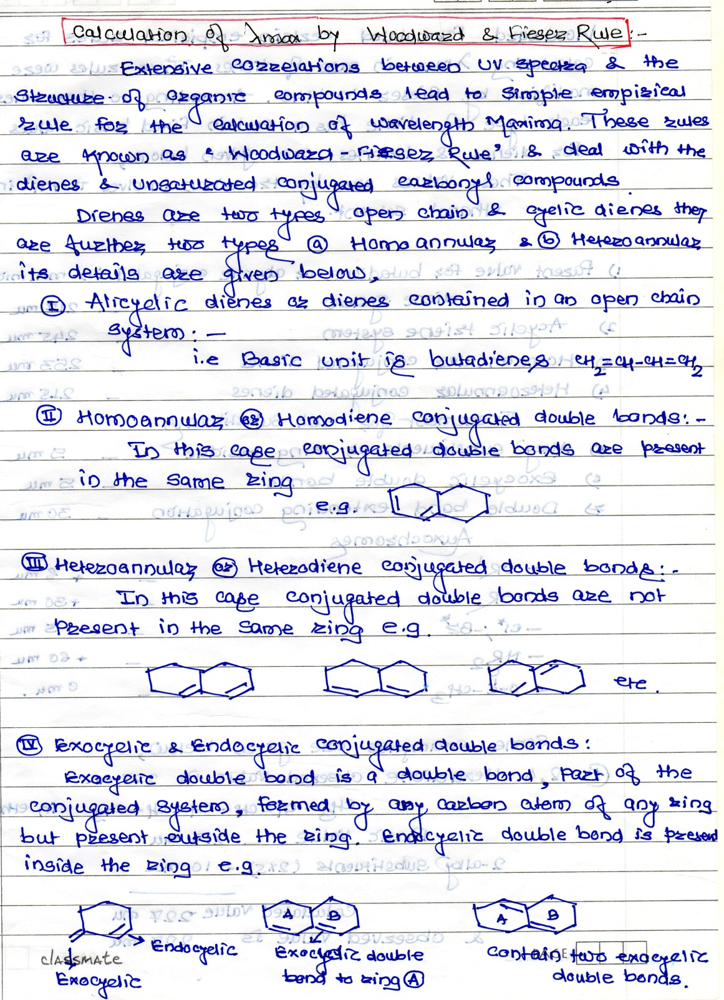 Calculation of λmax by Woodward & Fieser Rule :-
Extensive correlations between UV spectra & the
structure of organic compounds lead to simple empirical
rule for the calculation of wavelength Maxima. These rules
are known as 'Woodward - Fieser Rule' & deal with the
dienes & unsaturated conjugated carbonyl compounds
Dienes are two types open chain & cyclic dienes they
are further two types (a) Homoannular & (b) Heteroannular
its details are given below,
(I) Alicyclic dienes or dienes contained in an open chain
system : —
i.e Basic unit is butadienes CH2=CH-CH=CH2
(II) Homoannular (or) Homodiene conjugated double bonds :-
In this case conjugated double bonds are present
in the same ring
e.g.
(III) Heteroannular (or) Heterodiene conjugated double bonds :-
In this case conjugated double bonds are not
present in the same ring e.g.
etc.
(IV) Exocyclic & Endocyclic conjugated double bonds :
Exocyclic double bond is a double bond, part of the
conjugated system, formed by any carbon atom of any ring
but present outside the ring. Endocyclic double bond is present
inside the ring e.g.
A B A B
Endocyclic Exocyclic double contain two exocyclic
classmate PAGE
Exocyclic bond to ring (A) double bonds.